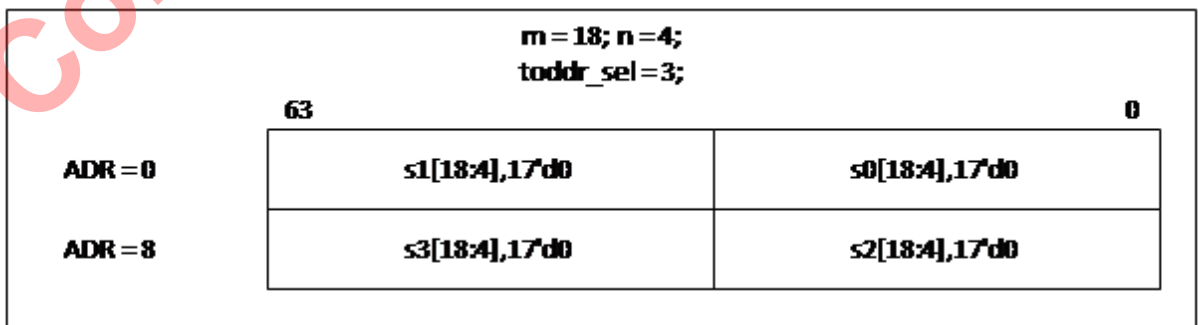 m = 18; n = 4;
toddr_sel = 3;
63 0
ADR = 0 s1[18:4],17'd0 s0[18:4],17'd0
ADR = 8 s3[18:4],17'd0 s2[18:4],17'd0